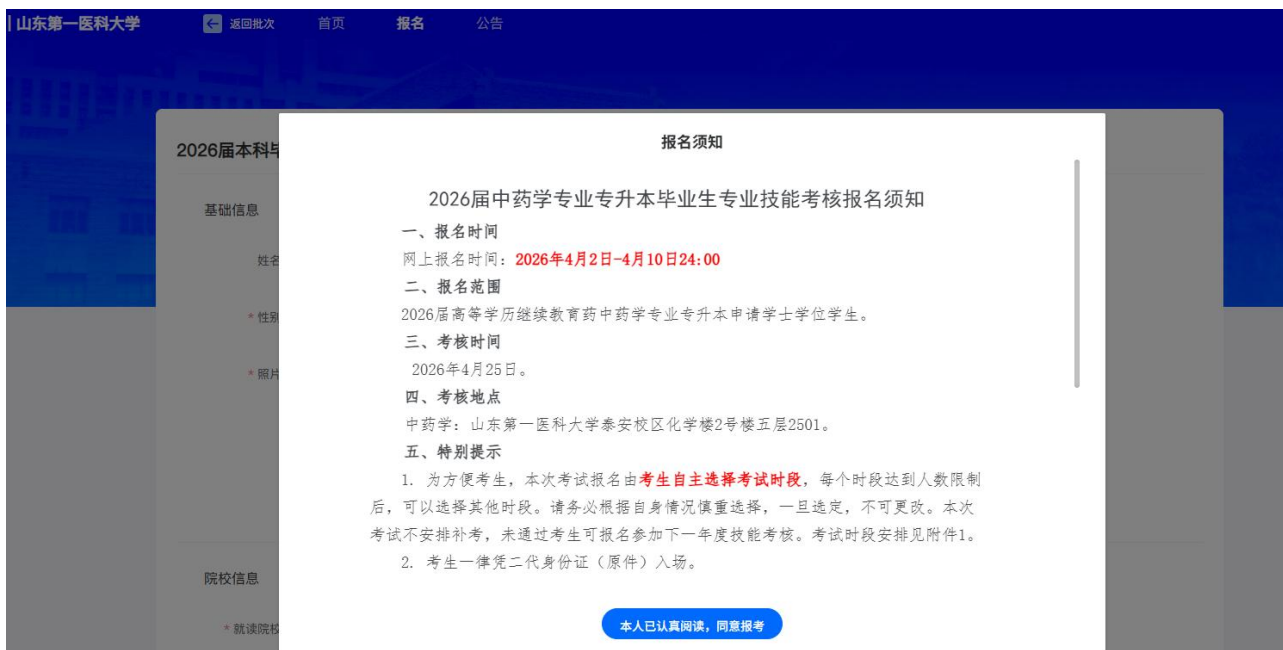 山东第一医科大学 返回批次 首页 报名 公告
2026届本科毕
基础信息
姓名
* 性别
* 照片
院校信息
* 就读院校
报名须知
2026届中药学专业专升本毕业生专业技能考核报名须知
一、报名时间
网上报名时间：2026年4月2日-4月10日24:00
二、报名范围
2026届高等学历继续教育药中药学专业专升本申请学士学位学生。
三、考核时间
2026年4月25日。
四、考核地点
中药学：山东第一医科大学泰安校区化学楼2号楼五层2501。
五、特别提示
1. 为方便考生，本次考试报名由考生自主选择考试时段，每个时段达到人数限制
后，可以选择其他时段。请务必根据自身情况慎重选择，一旦选定，不可更改。本次
考试不安排补考，未通过考生可报名参加下一年度技能考核。考试时段安排见附件1。
2. 考生一律凭二代身份证（原件）入场。
本人已认真阅读，同意报考